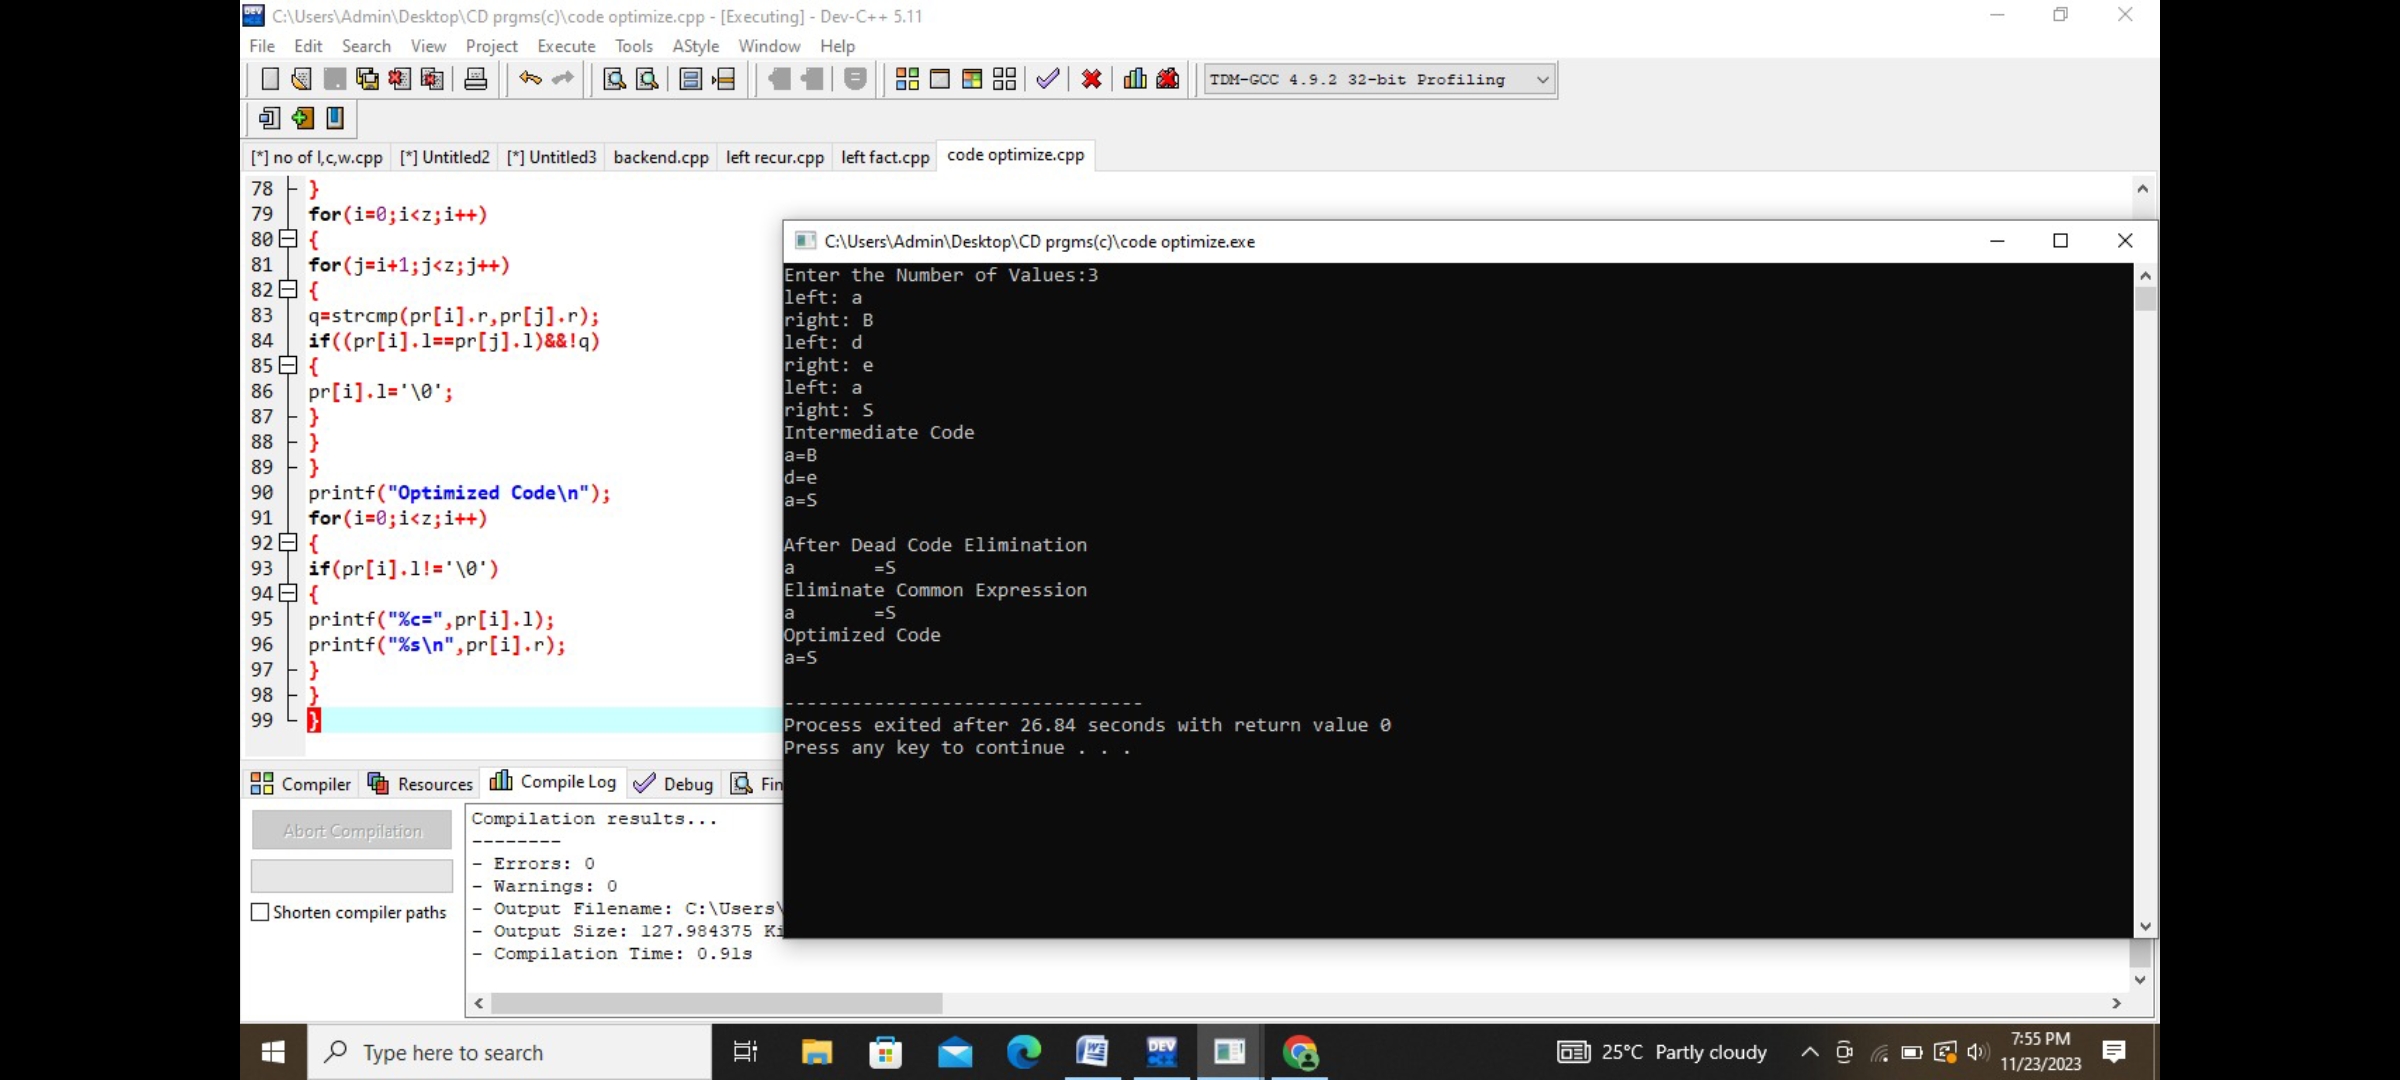 C:\Users\Admin\Desktop\CD prgms(c)\code optimize.cpp - [Executing] - Dev-C++ 5.11
File Edit Search View Project Execute Tools AStyle Window Help
TDM-GCC 4.9.2 32-bit Profiling
[*] no of l,c,w.cpp [*] Untitled2 [*] Untitled3 backend.cpp left recur.cpp left fact.cpp code optimize.cpp
78 }
79 for(i=0;i<z;i++)
80 {
81 for(j=i+1;j<z;j++)
82 {
83 q=strcmp(pr[i].r,pr[j].r);
84 if((pr[i].l==pr[j].l)&&!q)
85 {
86 pr[i].l='\0';
87 }
88 }
89 }
90 printf("Optimized Code\n");
91 for(i=0;i<z;i++)
92 {
93 if(pr[i].l!='\0')
94 {
95 printf("%c=",pr[i].l);
96 printf("%s\n",pr[i].r);
97 }
98 }
99 }
C:\Users\Admin\Desktop\CD prgms(c)\code optimize.exe
Enter the Number of Values:3
left: a
right: B
left: d
right: e
left: a
right: S
Intermediate Code
a=B
d=e
a=S
After Dead Code Elimination
a       =S
Eliminate Common Expression
a       =S
Optimized Code
a=S
--------------------------------
Process exited after 26.84 seconds with return value 0
Press any key to continue . . .
Compiler Resources Compile Log Debug Fin
Abort Compilation
Shorten compiler paths
Compilation results...
--------
- Errors: 0
- Warnings: 0
- Output Filename: C:\Users\
- Output Size: 127.984375 Ki
- Compilation Time: 0.91s
Type here to search
DEV
25°C Partly cloudy
7:55 PM
11/23/2023